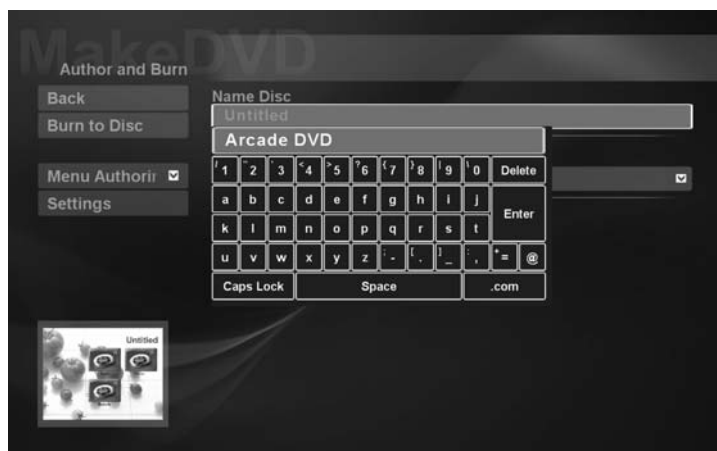 MakeDVD
Author and Burn
Back
Burn to Disc
Menu Authorin
Settings
Name Disc
Untitled
Arcade DVD
1 2 3 4 5 6 7 8 9 0 Delete
a b c d e f g h i j
Enter
k l m n o p q r s t
u v w x y z - . _ , = @
Caps Lock Space .com
Untitled